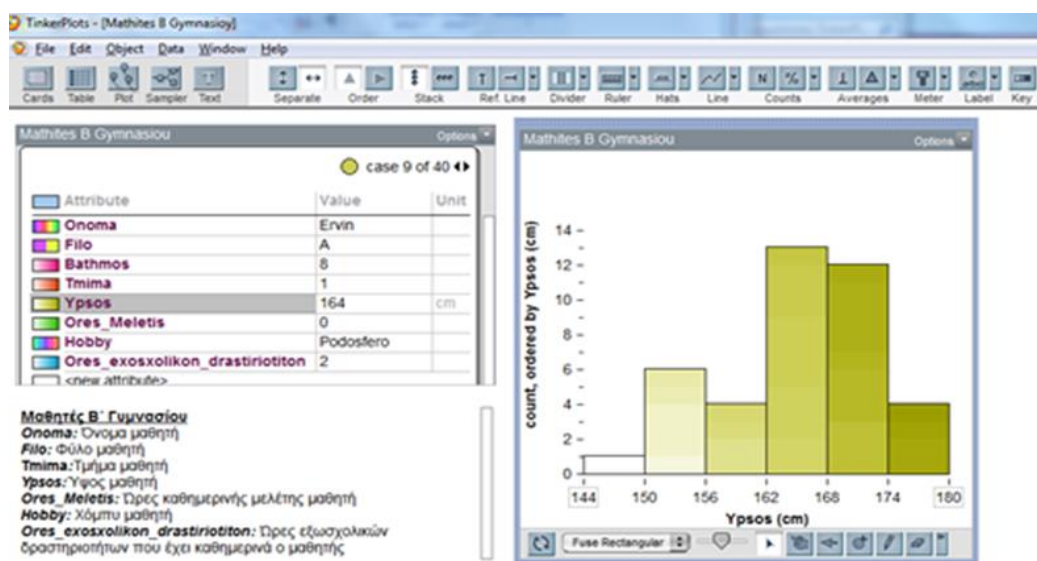 TinkerPlots - [Mathites B Gymnasioy]
File Edit Object Data Window Help
Cards Table Plot Sampler Text Separate Order Stack Ref. Line Divider Ruler Hats Line Counts Averages Meter Label Key
Mathites B Gymnasiou Options
case 9 of 40
Attribute Value Unit
Onoma Ervin
Filo A
Bathmos 8
Tmima 1
Ypsos 164 cm
Ores_Meletis 0
Hobby Podosfero
Ores_exosxolikon_drastiriotiton 2
<new attribute>
Μαθητές Β΄ Γυμνασίου
Onoma: Όνομα μαθητή
Filo: Φύλο μαθητή
Tmima: Τμήμα μαθητή
Ypsos: Ύψος μαθητή
Ores_Meletis: Ώρες καθημερινής μελέτης μαθητή
Hobby: Χόμπυ μαθητή
Ores_exosxolikon_drastiriotiton: Ώρες εξωσχολικών
δραστηριοτήτων που έχει καθημερινά ο μαθητής
Mathites B Gymnasiou Options
count, ordered by Ypsos (cm)
14
12
10
8
6
4
2
0
144 150 156 162 168 174 180
Ypsos (cm)
Fuse Rectangular